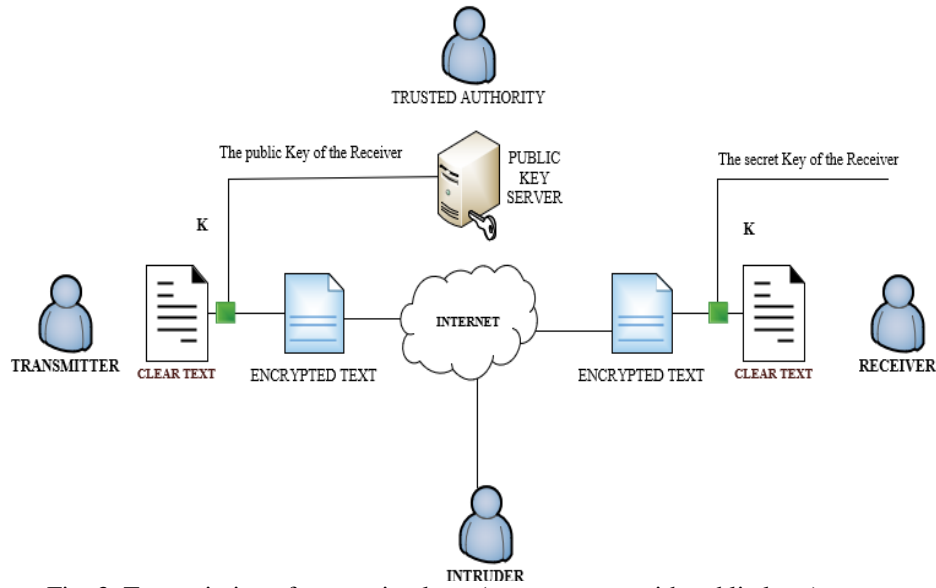 TRUSTED AUTHORITY
The public Key of the Receiver
PUBLIC
KEY
SERVER
The secret Key of the Receiver
K
K
INTERNET
TRANSMITTER
CLEAR TEXT
ENCRYPTED TEXT
ENCRYPTED TEXT
CLEAR TEXT
RECEIVER
INTRUDER